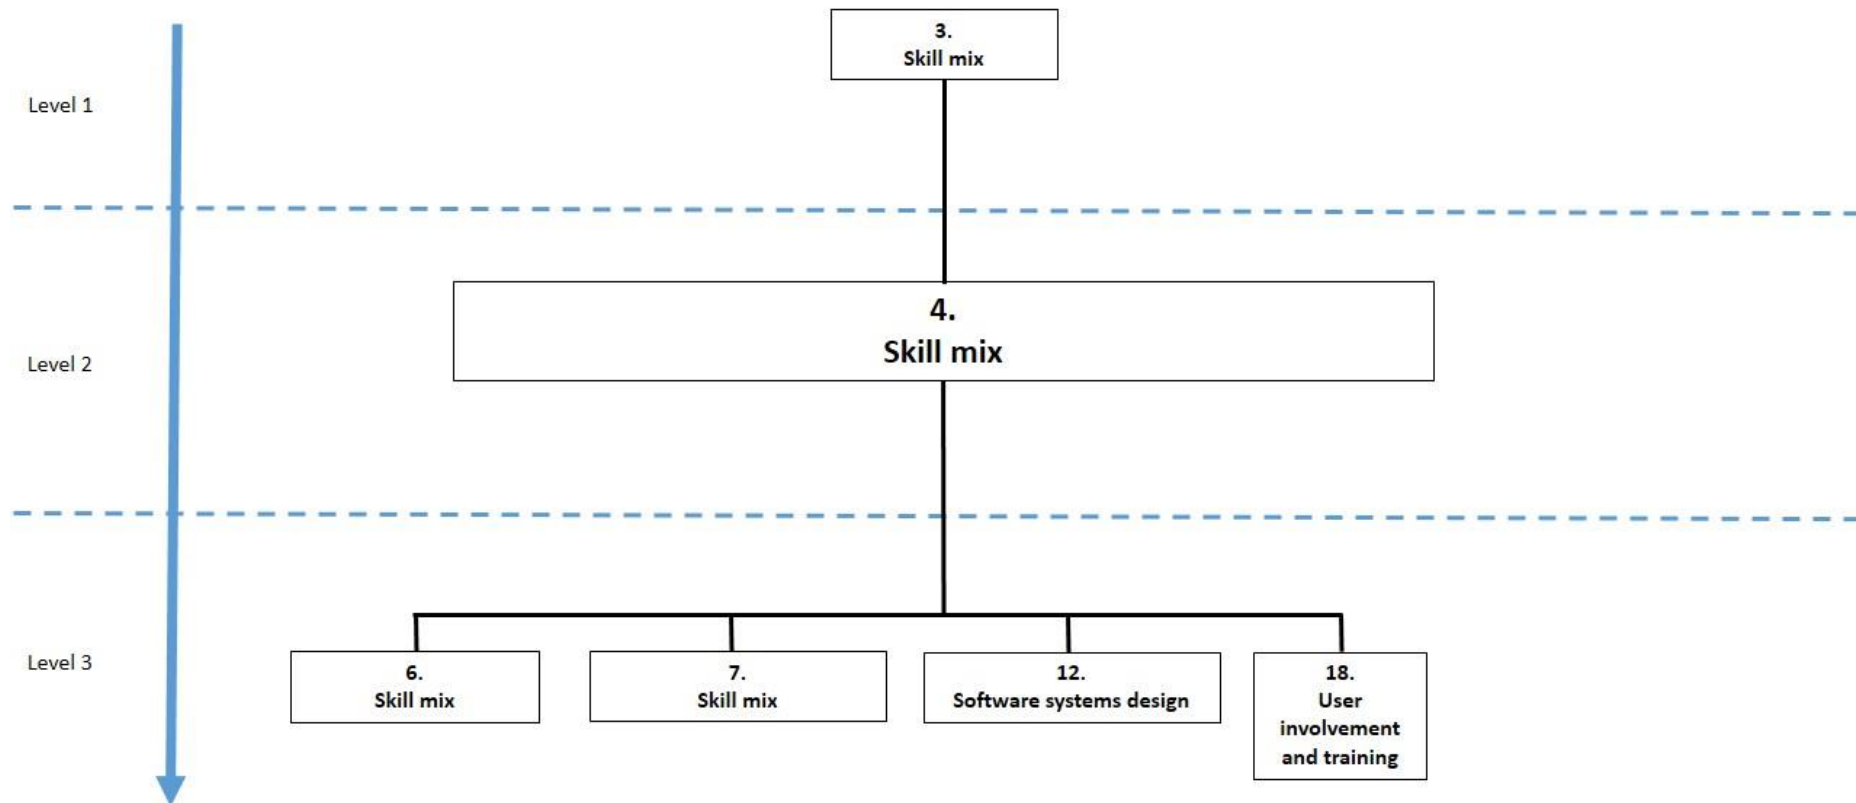 3.
Skill mix
Level 1
4.
Skill mix
Level 2
Level 3
6.
Skill mix
7.
Skill mix
12.
Software systems design
18.
User
involvement
and training